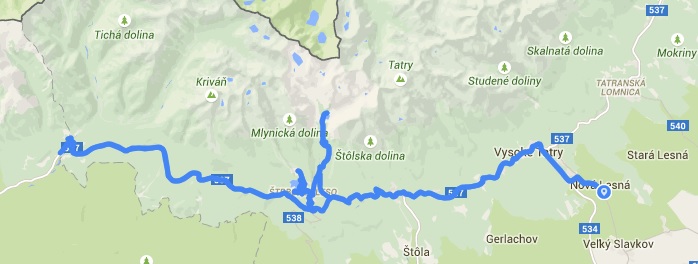 537
Tichá dolina
Skalnatá dolina
Mokriny
Tatry
Kriváň
Studené doliny
TATRANSKÁ
LOMNICA
540
Mlynická dolina
537
Štôlska dolina
Vysoké Tatry
Stará Lesná
Nová Lesná
538
534
Štôla
Gerlachov
Veľký Slavkov